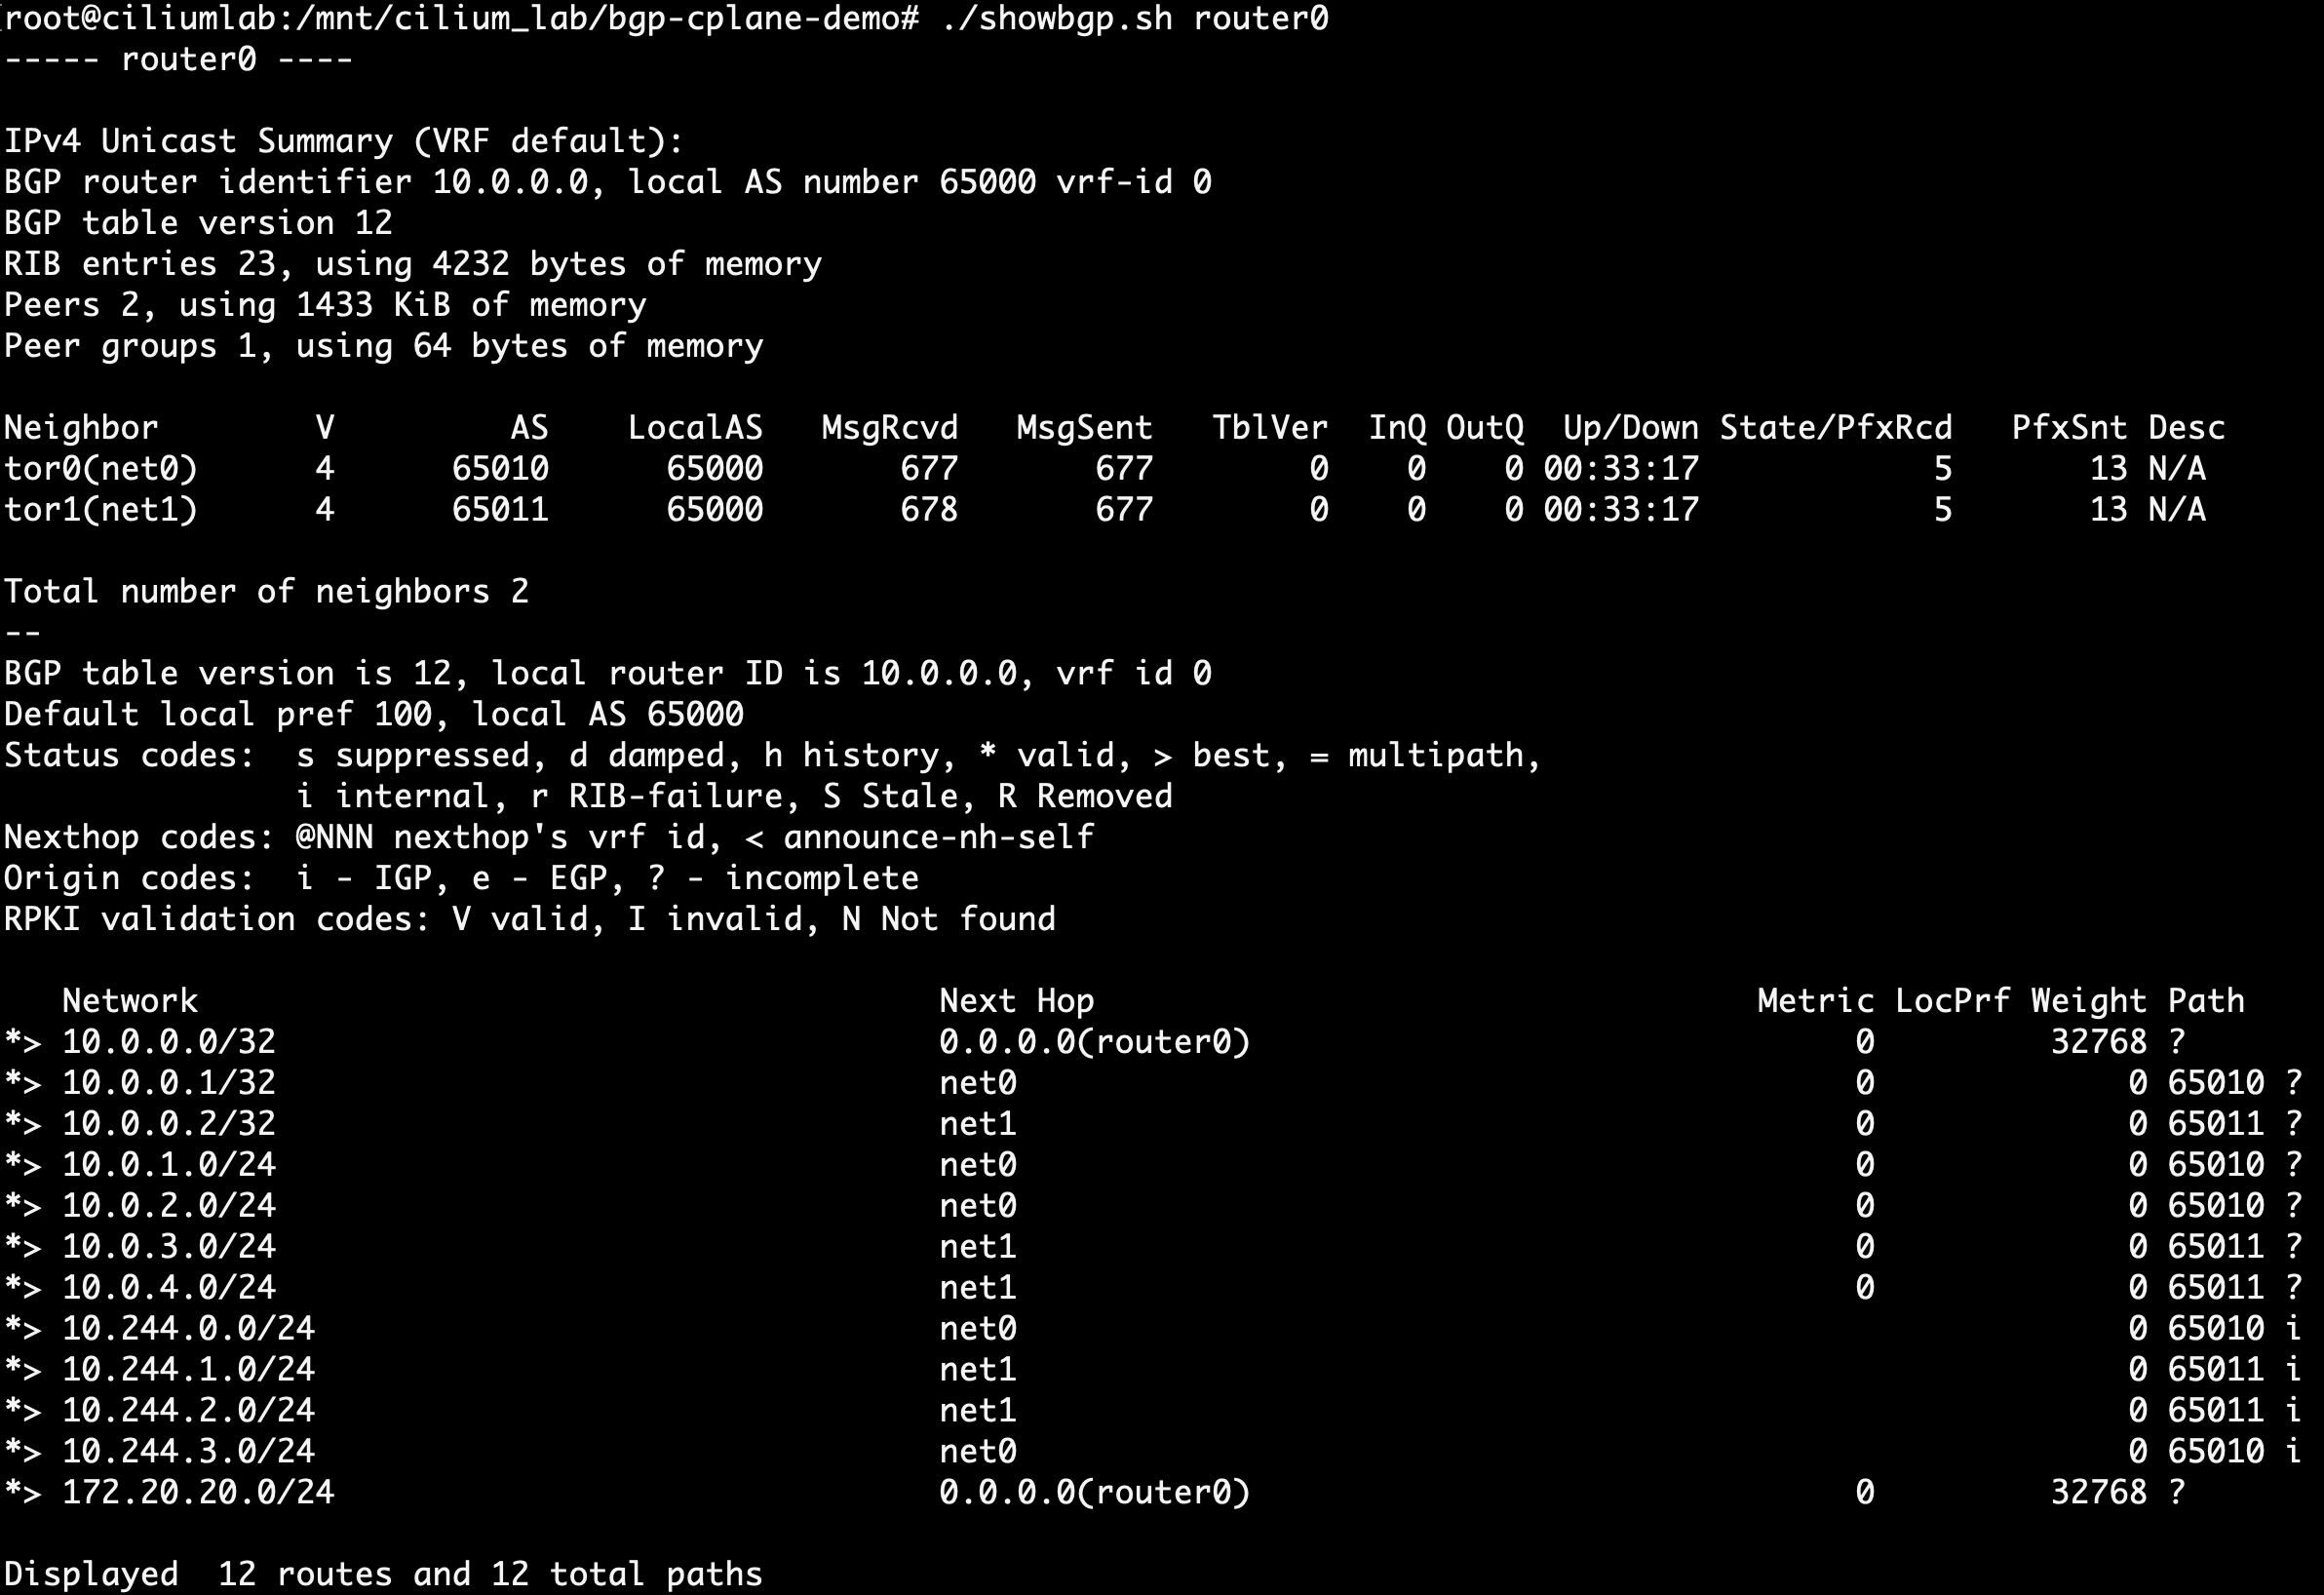 root@ciliumlab:/mnt/cilium_lab/bgp-cplane-demo# ./showbgp.sh router0
----- router0 ----

IPv4 Unicast Summary (VRF default):
BGP router identifier 10.0.0.0, local AS number 65000 vrf-id 0
BGP table version 12
RIB entries 23, using 4232 bytes of memory
Peers 2, using 1433 KiB of memory
Peer groups 1, using 64 bytes of memory

Neighbor        V         AS    LocalAS   MsgRcvd   MsgSent   TblVer  InQ OutQ  Up/Down State/PfxRcd   PfxSnt Desc
tor0(net0)      4      65010      65000       677       677        0    0    0 00:33:17            5       13 N/A
tor1(net1)      4      65011      65000       678       677        0    0    0 00:33:17            5       13 N/A

Total number of neighbors 2
--
BGP table version is 12, local router ID is 10.0.0.0, vrf id 0
Default local pref 100, local AS 65000
Status codes:  s suppressed, d damped, h history, * valid, > best, = multipath,
               i internal, r RIB-failure, S Stale, R Removed
Nexthop codes: @NNN nexthop's vrf id, < announce-nh-self
Origin codes:  i - IGP, e - EGP, ? - incomplete
RPKI validation codes: V valid, I invalid, N Not found

   Network                                      Next Hop                                  Metric LocPrf Weight Path
*> 10.0.0.0/32                                  0.0.0.0(router0)                               0         32768 ?
*> 10.0.0.1/32                                  net0                                           0             0 65010 ?
*> 10.0.0.2/32                                  net1                                           0             0 65011 ?
*> 10.0.1.0/24                                  net0                                           0             0 65010 ?
*> 10.0.2.0/24                                  net0                                           0             0 65010 ?
*> 10.0.3.0/24                                  net1                                           0             0 65011 ?
*> 10.0.4.0/24                                  net1                                           0             0 65011 ?
*> 10.244.0.0/24                                net0                                                         0 65010 i
*> 10.244.1.0/24                                net1                                                         0 65011 i
*> 10.244.2.0/24                                net1                                                         0 65011 i
*> 10.244.3.0/24                                net0                                                         0 65010 i
*> 172.20.20.0/24                               0.0.0.0(router0)                               0         32768 ?

Displayed  12 routes and 12 total paths